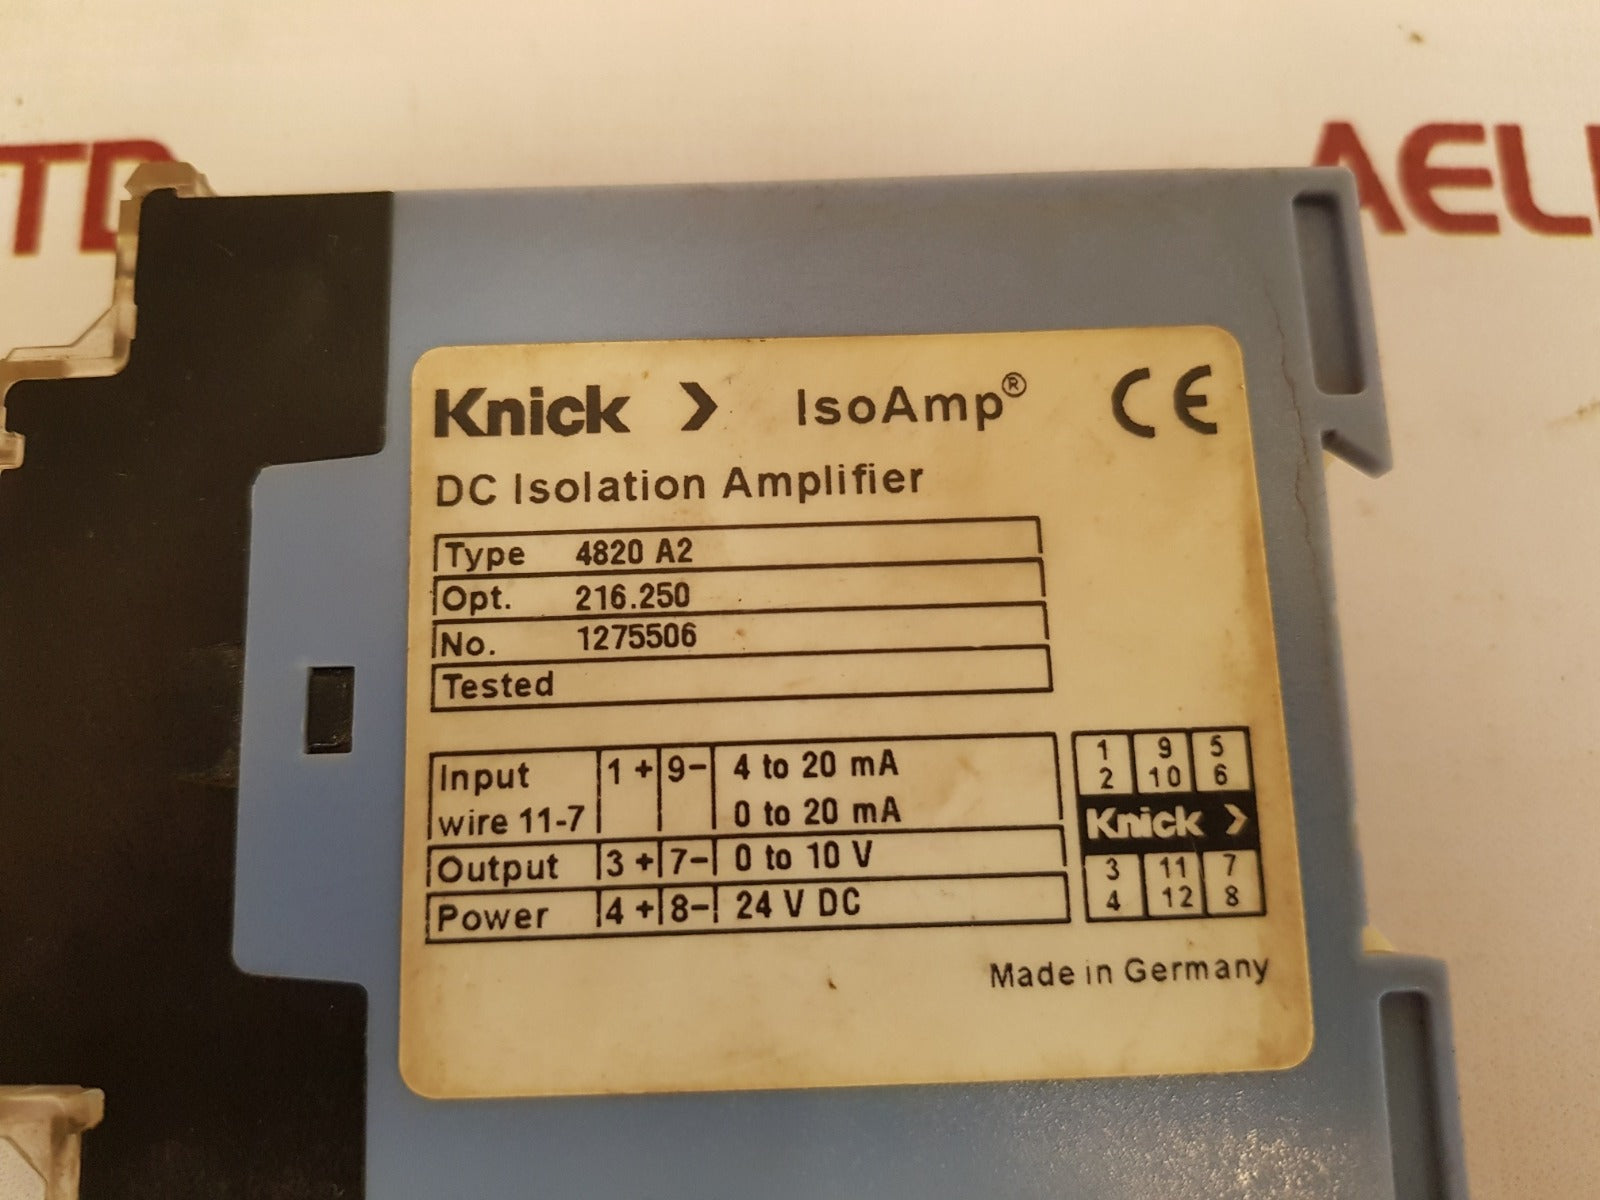 TD
AEL
Knick > IsoAmp® CE
DC Isolation Amplifier
Type 4820 A2
Opt. 216.250
No. 1275506
Tested
Input 1 + 9- 4 to 20 mA
wire 11-7 0 to 20 mA
Output 3 + 7- 0 to 10 V
Power 4 + 8- 24 V DC
1 9 5
2 10 6
Knick >
3 11 7
4 12 8
Made in Germany